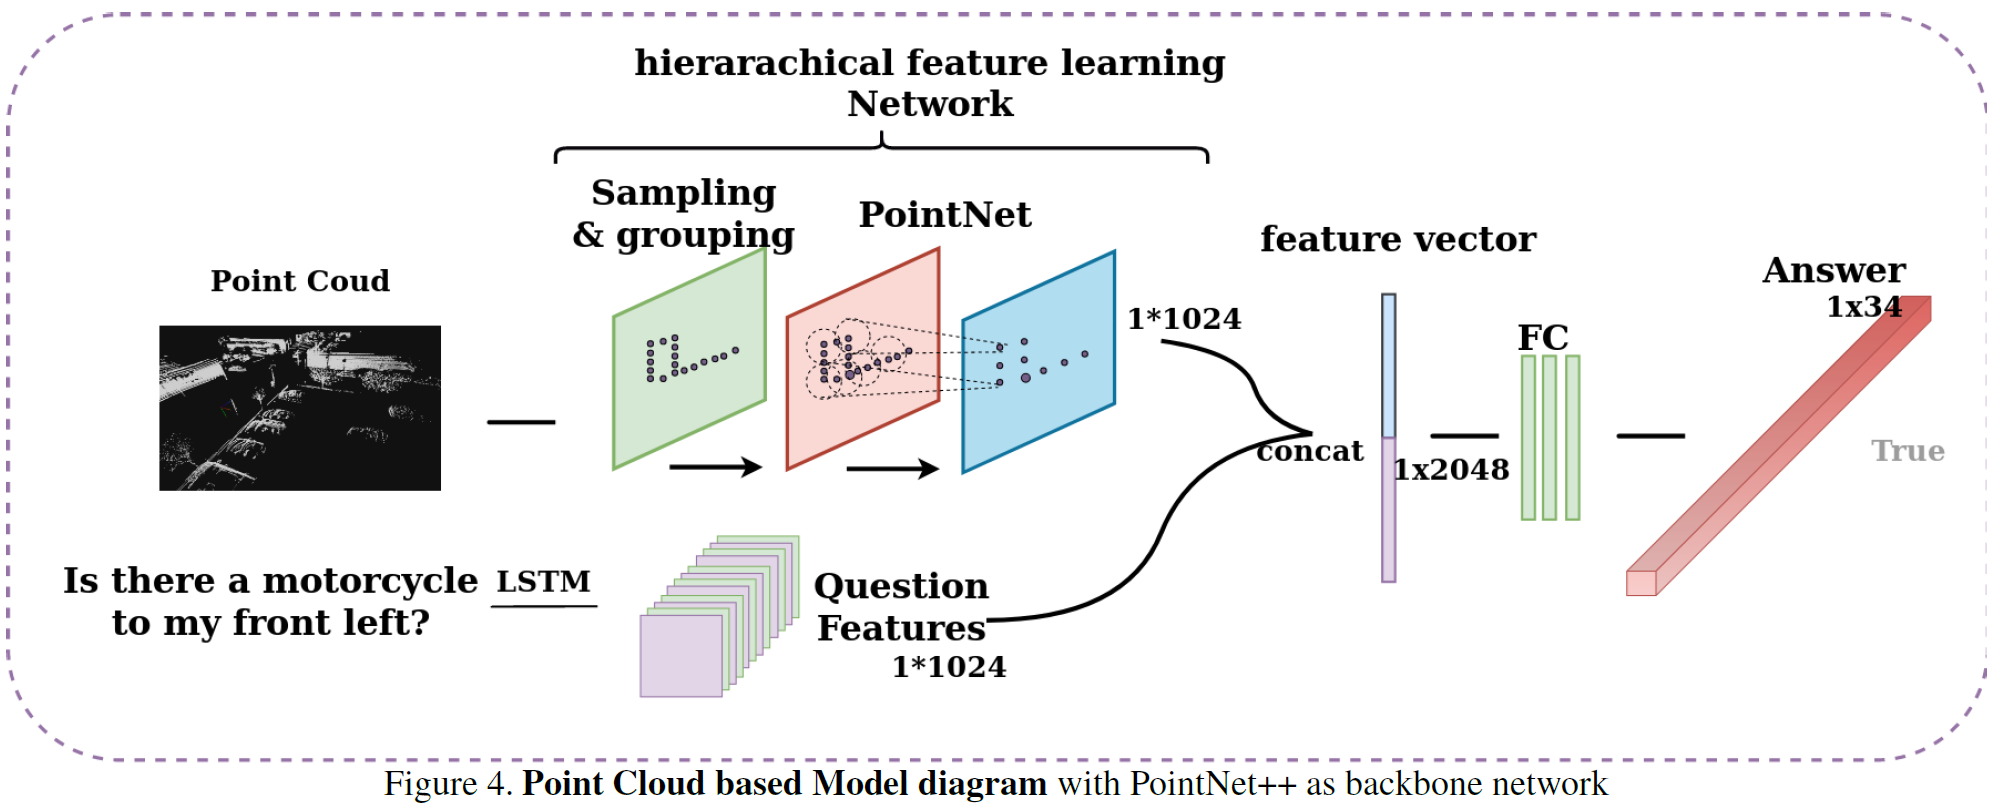 hierarachical feature learning
Network
Sampling
& grouping
PointNet
Point Coud
1*1024
feature vector
Answer
1x34
FC
concat
1x2048
True
Is there a motorcycle
to my front left?
LSTM
Question
Features
1*1024
Figure 4. Point Cloud based Model diagram with PointNet++ as backbone network